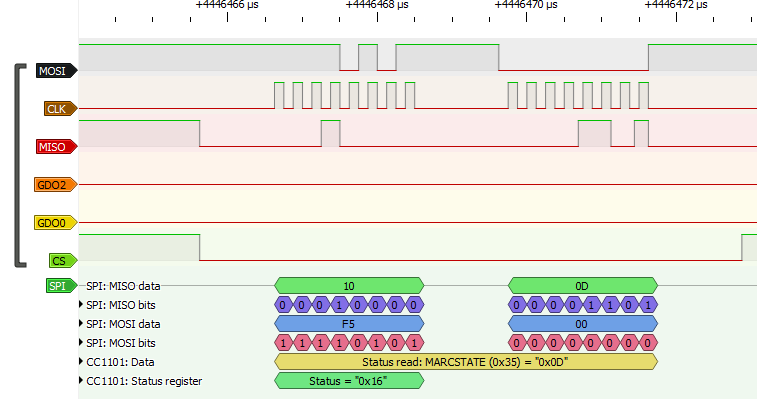 +4446466 µs +4446468 µs +4446470 µs +4446472 µs
MOSI
CLK
MISO
GDO2
GDO0
CS
SPI SPI: MISO data 10 0D
SPI: MISO bits 0 0 0 1 0 0 0 0 0 0 0 0 1 1 0 1
SPI: MOSI data F5 00
SPI: MOSI bits 1 1 1 1 0 1 0 1 0 0 0 0 0 0 0 0
CC1101: Data Status read: MARCSTATE (0x35) = "0x0D"
CC1101: Status register Status = "0x16"